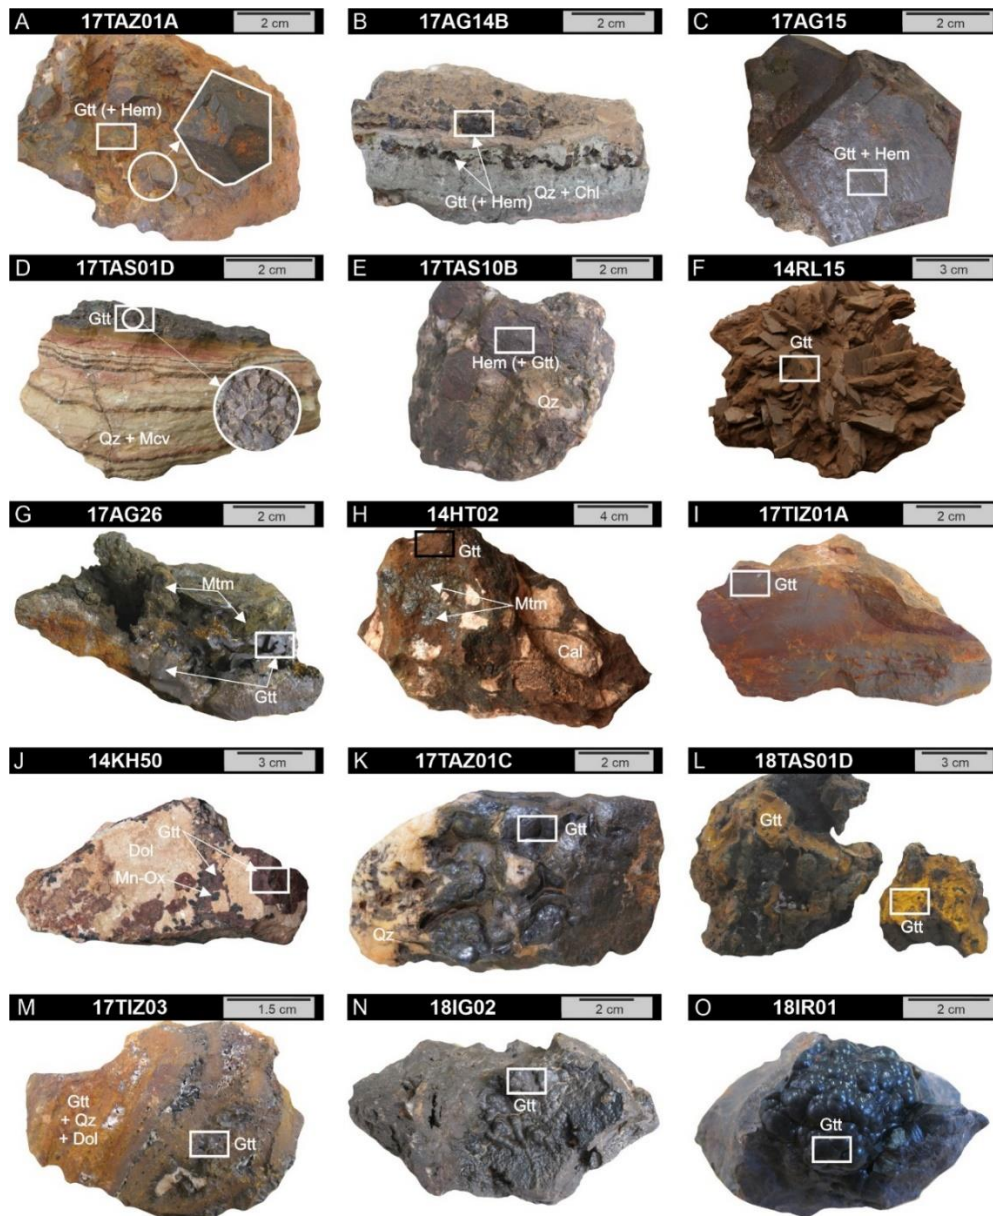 A 17TAZ01A 2 cm
Gtt (+ Hem)
B 17AG14B 2 cm
Gtt (+ Hem)
Qz + Chl
C 17AG15 2 cm
Gtt + Hem
D 17TAS01D 2 cm
Gtt
Qz + Mcv
E 17TAS10B 2 cm
Hem (+ Gtt)
Qz
F 14RL15 3 cm
Gtt
G 17AG26 2 cm
Mtm
Gtt
H 14HT02 4 cm
Gtt
Mtm
Cal
I 17TIZ01A 2 cm
Gtt
J 14KH50 3 cm
Gtt
Dol
Mn-Ox
K 17TAZ01C 2 cm
Gtt
Qz
L 18TAS01D 3 cm
Gtt
Gtt
M 17TIZ03 1.5 cm
Gtt
+ Qz
+ Dol
Gtt
N 18IG02 2 cm
Gtt
O 18IR01 2 cm
Gtt